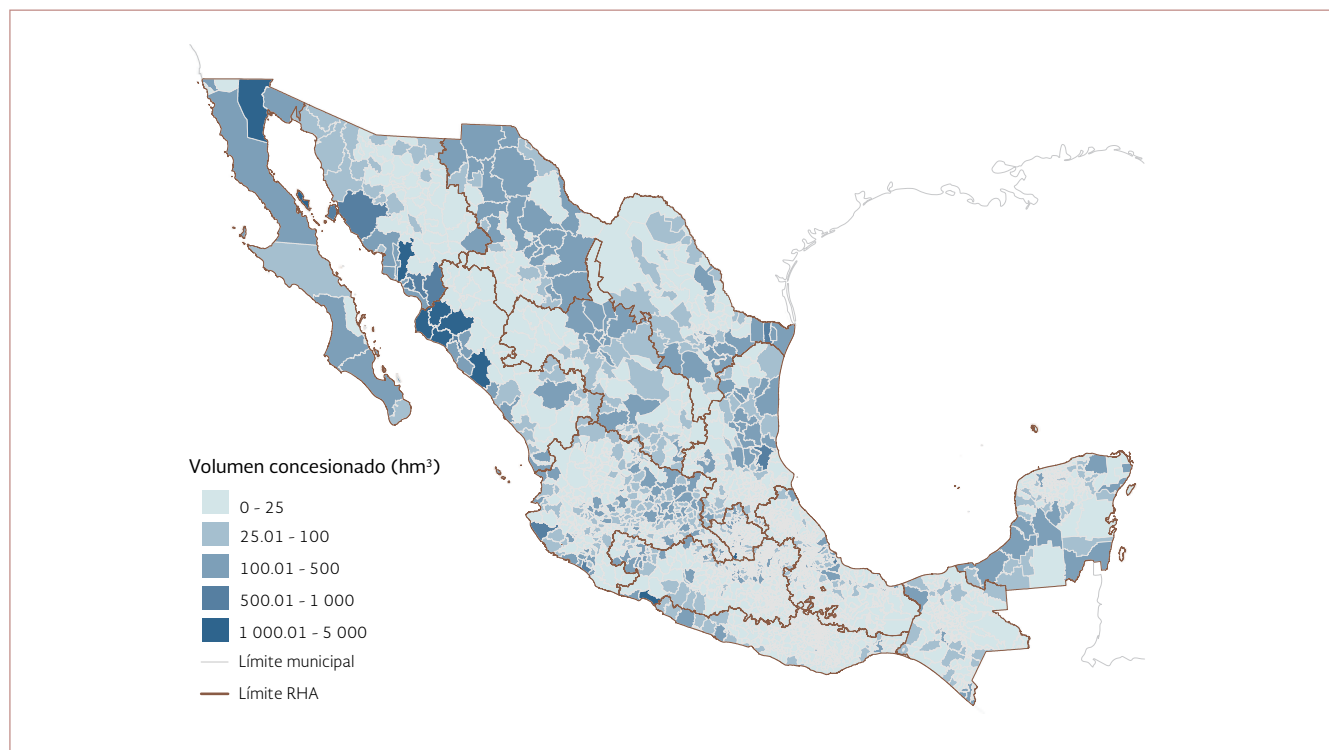 Volumen concesionado (hm³)
0 - 25
25.01 - 100
100.01 - 500
500.01 - 1 000
1 000.01 - 5 000
Límite municipal
Límite RHA